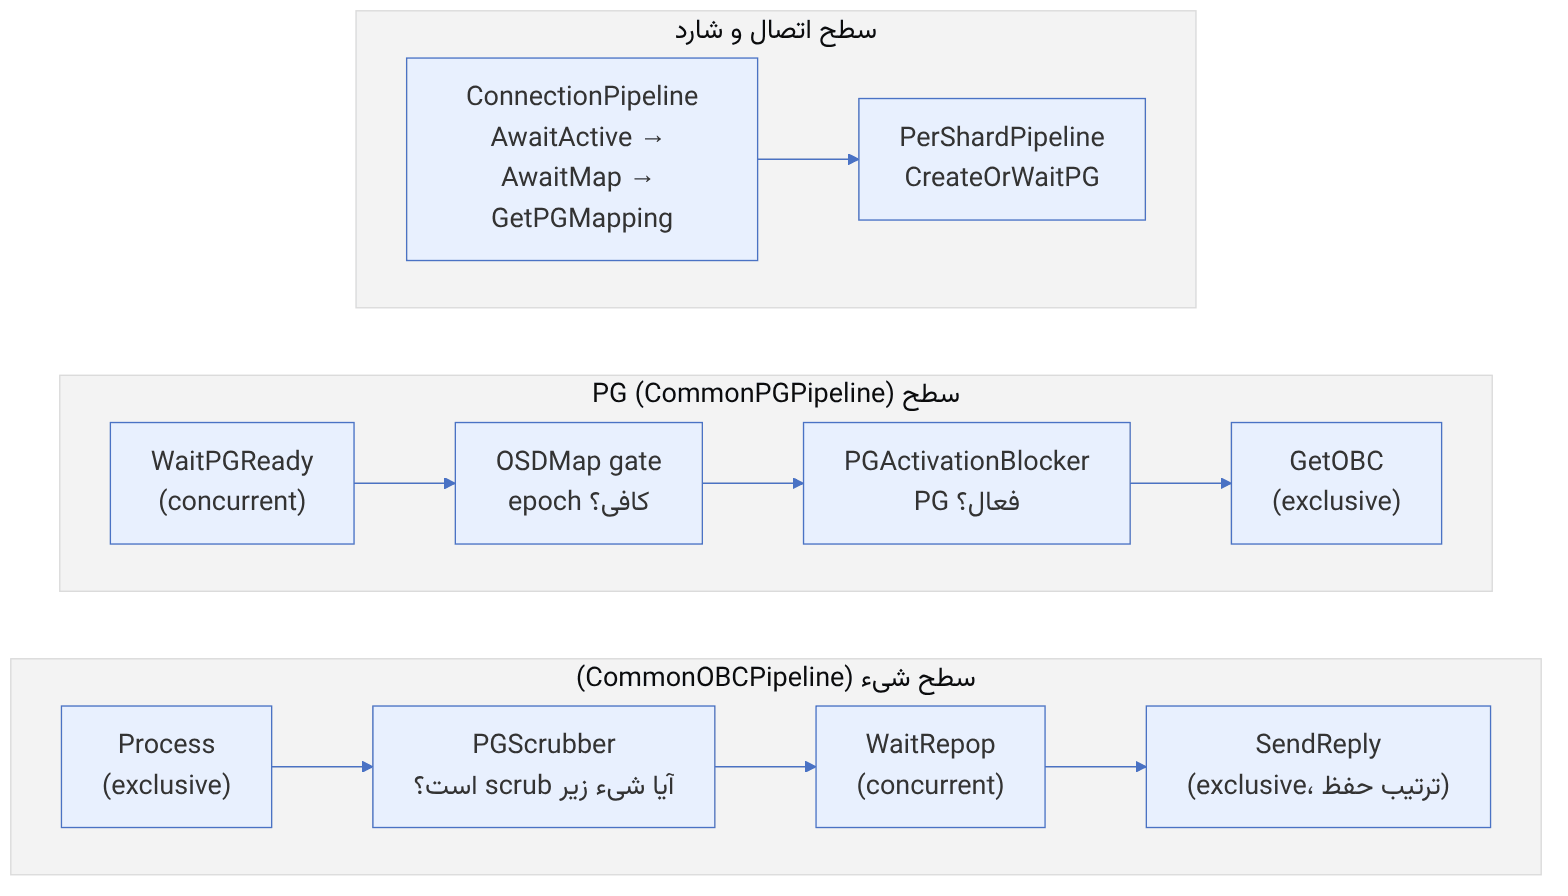 سطح اتصال و شارد
ConnectionPipeline
AwaitActive →
AwaitMap →
GetPGMapping
PerShardPipeline
CreateOrWaitPG
سطح PG (CommonPGPipeline)
WaitPGReady
(concurrent)
OSDMap gate
epoch کافی؟
PGActivationBlocker
PG فعال؟
GetOBC
(exclusive)
سطح شیء (CommonOBCPipeline)
Process
(exclusive)
PGScrubber
آیا شیء زیر scrub است؟
WaitRepop
(concurrent)
SendReply
(exclusive، حفظ ترتیب)